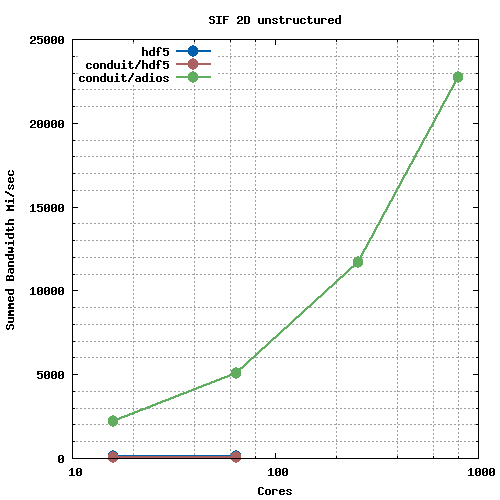 SIF 2D unstructured
25000
hdf5
conduit/hdf5
conduit/adios
20000
15000
Summed Bandwidth Mi/sec
10000
5000
0
10 100 1000
Cores